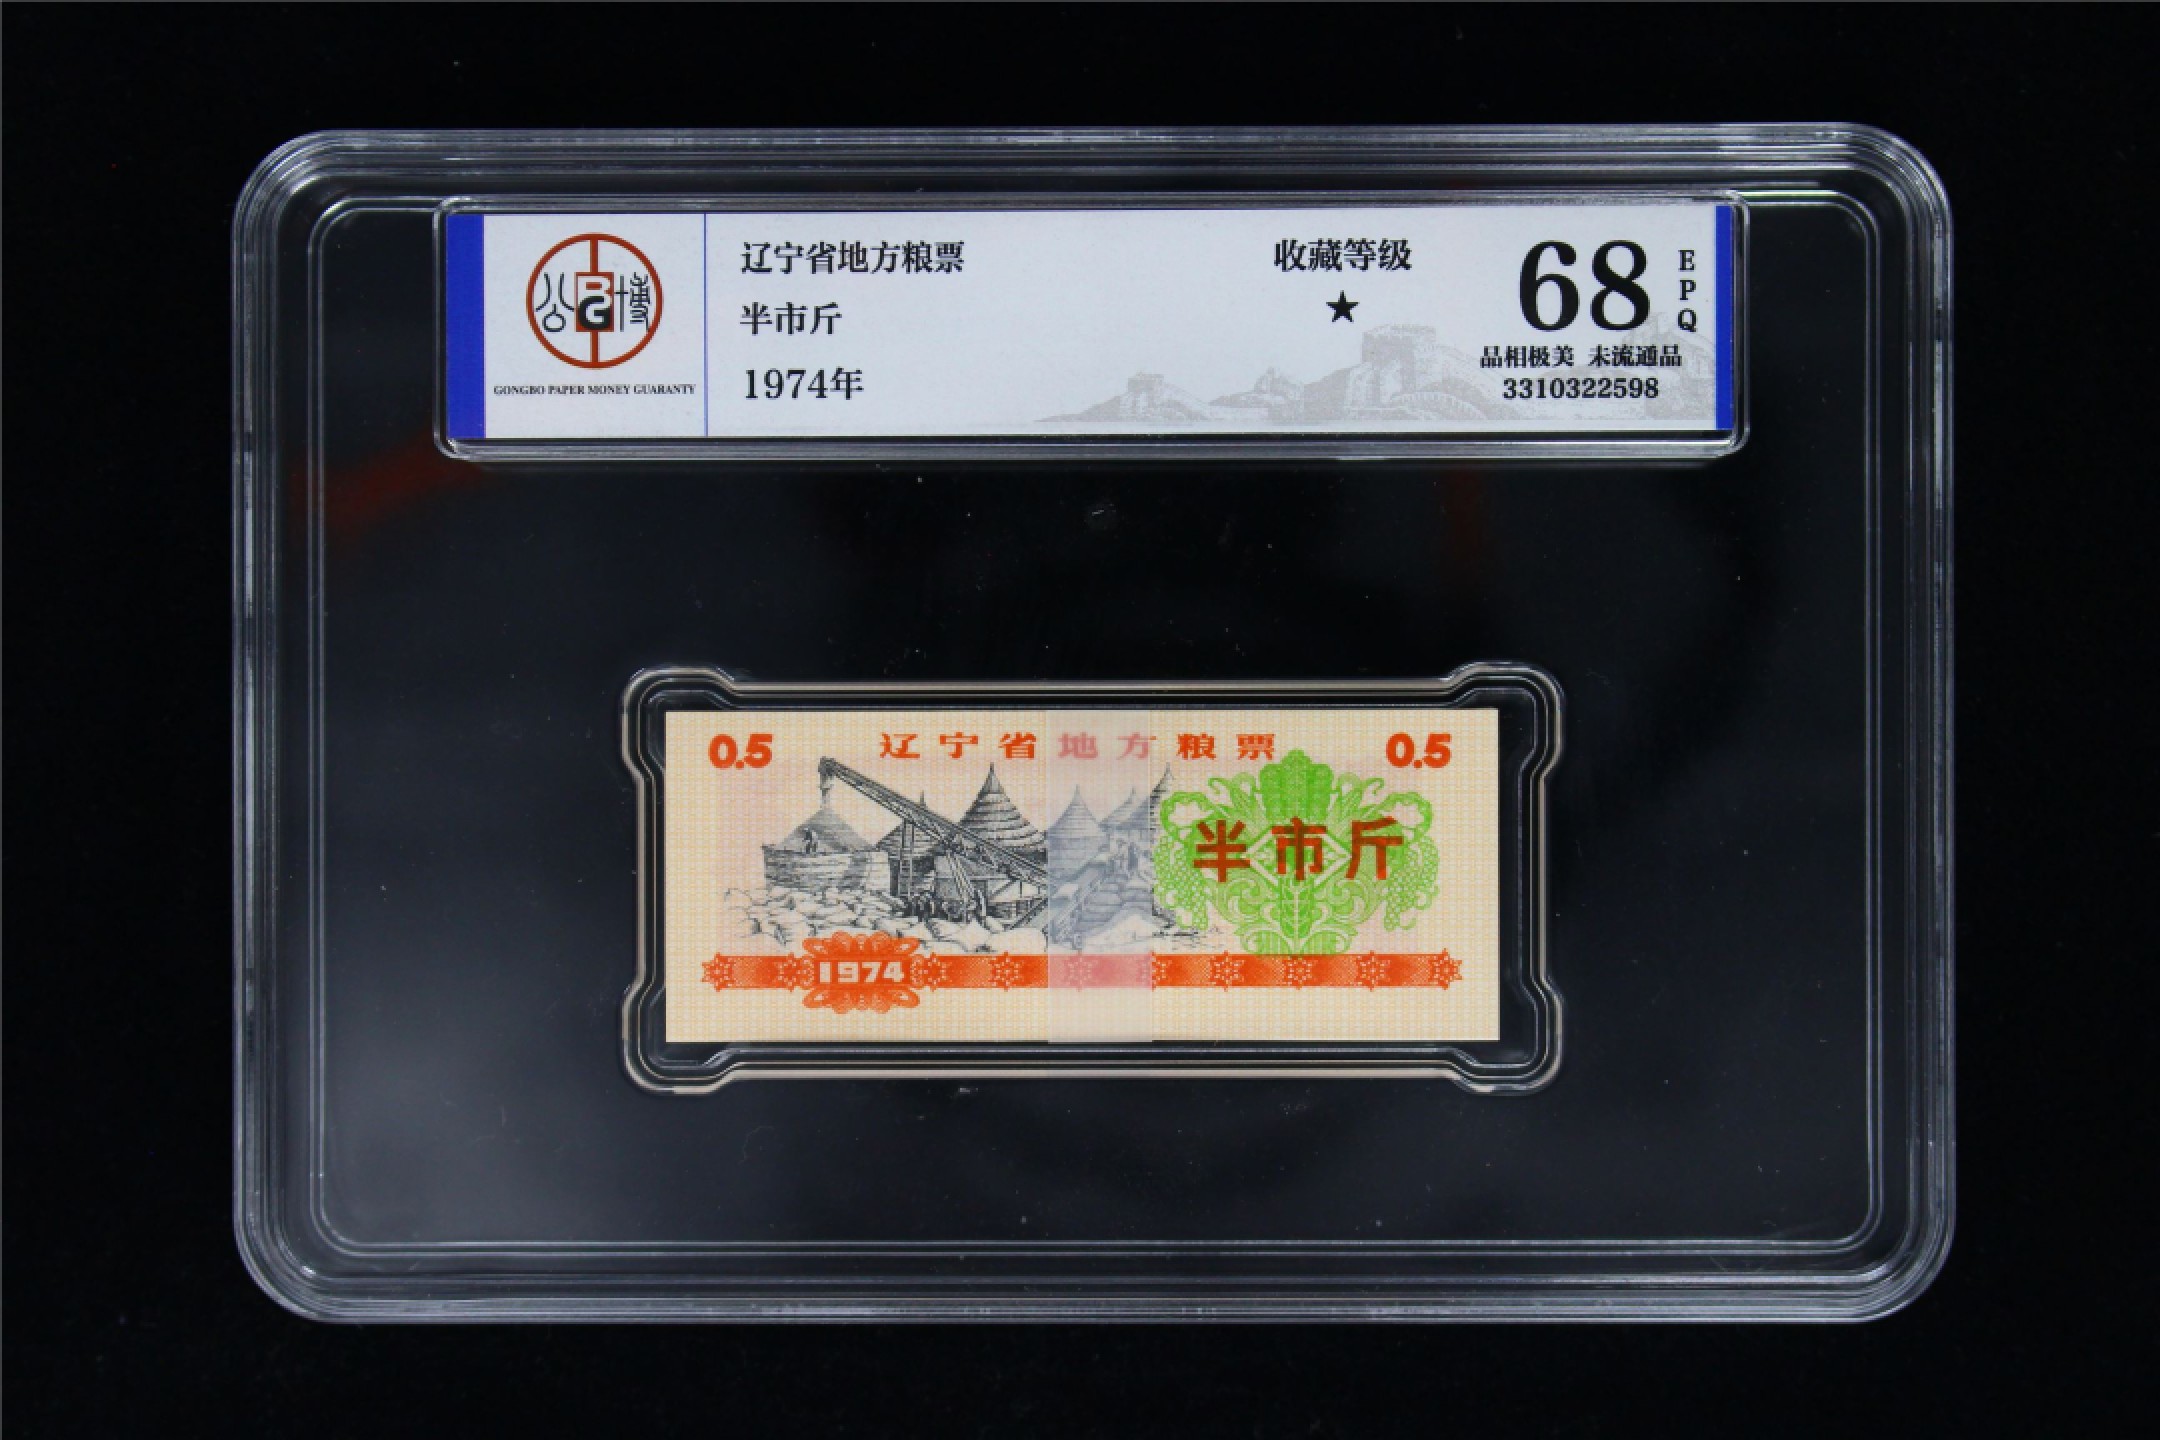 公博
BG
GONGBO PAPER MONEY GUARANTY
辽宁省地方粮票
半市斤
1974年
收藏等级
★
68
EPQ
品相极美 未流通品
3310322598
0.5 辽宁省地方粮票 0.5
半市斤
1974